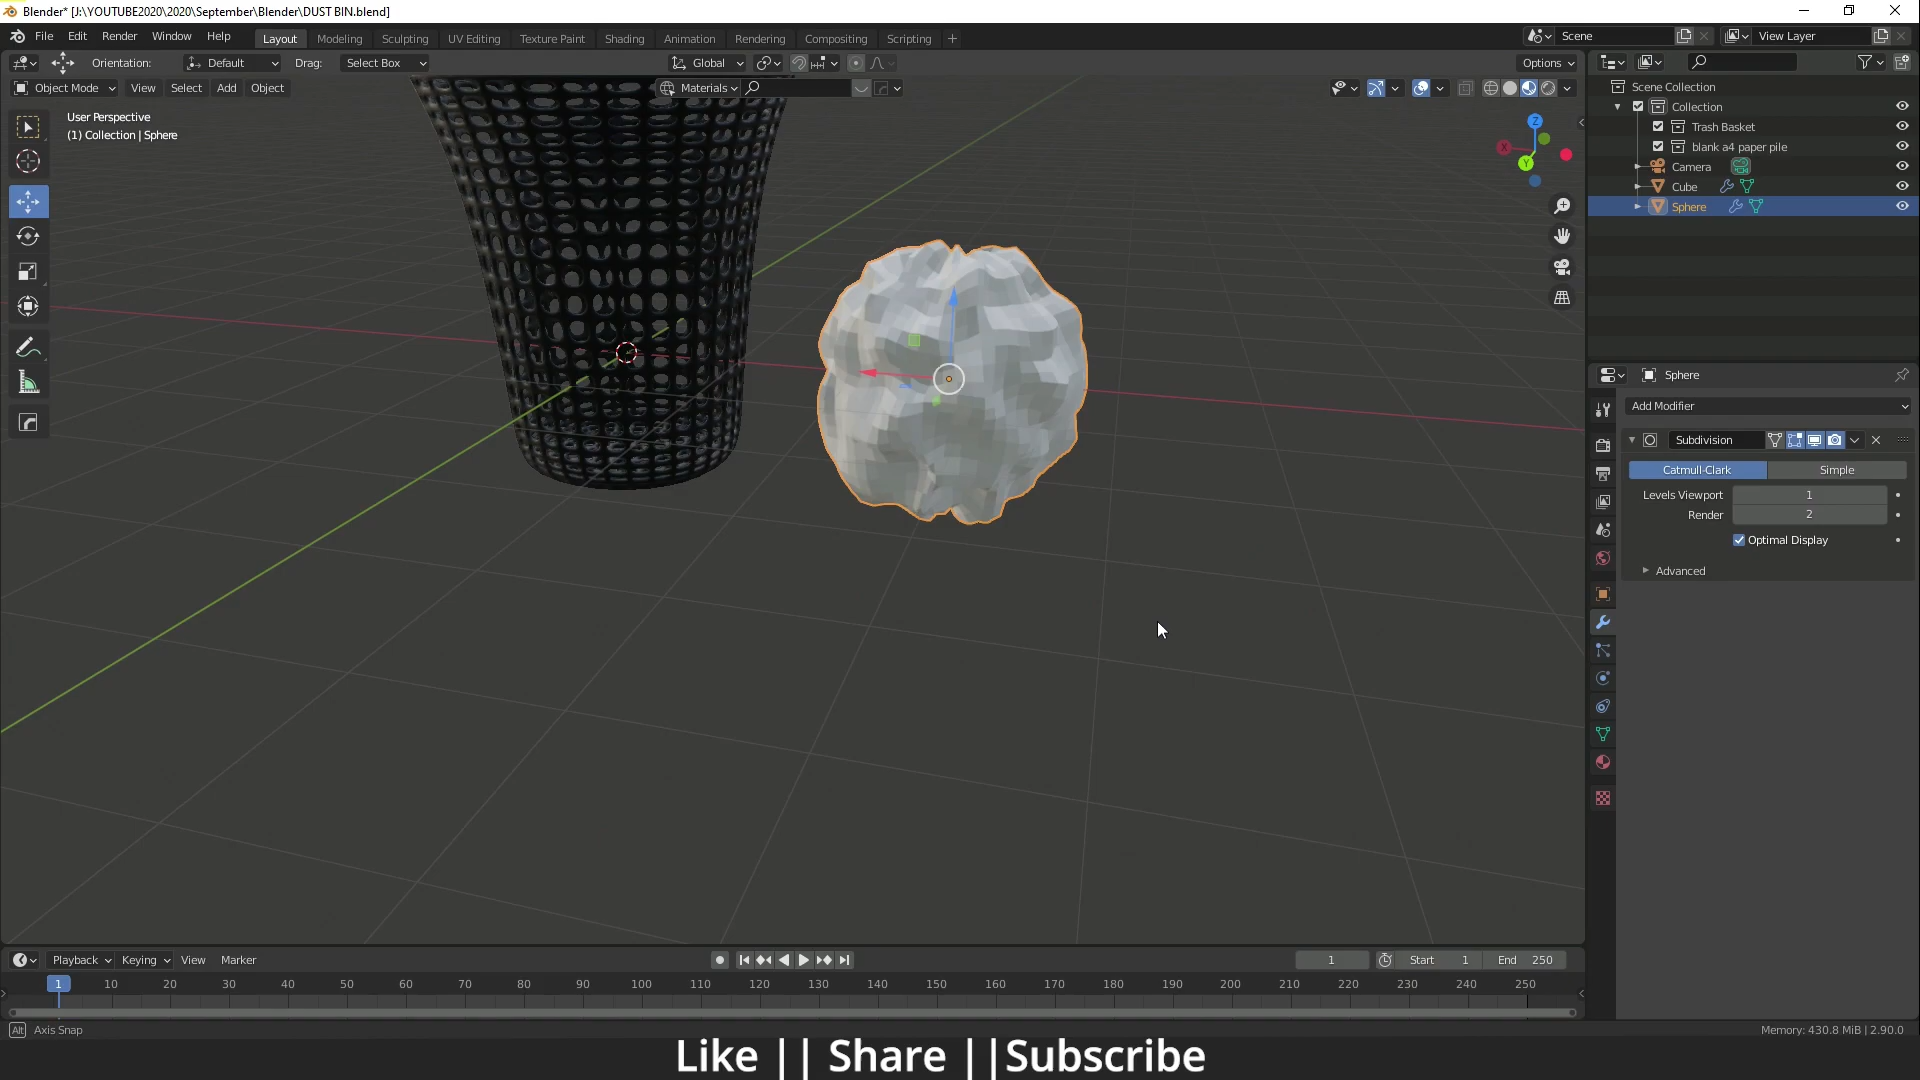 Blender* [J:\YOUTUBE2020\2020\September\Blender\DUST BIN.blend]
File Edit Render Window Help Layout Modeling Sculpting UV Editing Texture Paint Shading Animation Rendering Compositing Scripting + Scene View Layer
Orientation: Default Drag: Select Box Global Options
Object Mode View Select Add Object Materials
User Perspective
(1) Collection | Sphere
Z
X
Y
Scene Collection
Collection
Trash Basket
blank a4 paper pile
Camera
Cube
Sphere
Sphere
Add Modifier
Subdivision
Catmull-Clark Simple
Levels Viewport 1
Render 2
Optimal Display
Advanced
Playback Keying View Marker 1 Start 1 End 250
1 10 20 30 40 50 60 70 80 90 100 110 120 130 140 150 160 170 180 190 200 210 220 230 240 250
Alt Axis Snap
Memory: 430.8 MiB | 2.90.0
Like || Share ||Subscribe